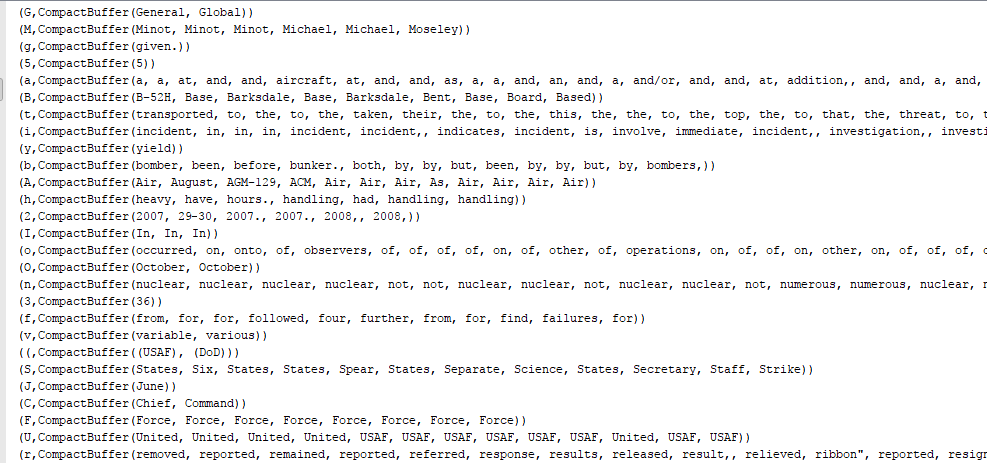 (G,CompactBuffer(General, Global))
(M,CompactBuffer(Minot, Minot, Minot, Michael, Michael, Moseley))
(g,CompactBuffer(given.))
(5,CompactBuffer(5))
(a,CompactBuffer(a, a, at, and, and, aircraft, at, and, and, as, a, a, and, an, and, a, and/or, and, and, at, addition,, and, and, a, and,
(B,CompactBuffer(B-52H, Base, Barksdale, Base, Barksdale, Bent, Base, Board, Based))
(t,CompactBuffer(transported, to, the, to, the, taken, their, the, to, the, this, the, the, to, the, top, the, to, that, the, threat, to, t
(i,CompactBuffer(incident, in, in, in, incident, incident,, indicates, incident, is, involve, immediate, incident,, investigation,, investi
(y,CompactBuffer(yield))
(b,CompactBuffer(bomber, been, before, bunker., both, by, by, but, been, by, by, but, by, bombers,))
(A,CompactBuffer(Air, August, AGM-129, ACM, Air, Air, Air, As, Air, Air, Air, Air))
(h,CompactBuffer(heavy, have, hours., handling, had, handling, handling))
(2,CompactBuffer(2007, 29-30, 2007., 2007., 2008,, 2008,))
(I,CompactBuffer(In, In, In))
(o,CompactBuffer(occurred, on, onto, of, observers, of, of, of, of, on, of, other, of, operations, on, of, of, on, other, on, of, of, of,
(O,CompactBuffer(October, October))
(n,CompactBuffer(nuclear, nuclear, nuclear, nuclear, not, not, nuclear, nuclear, not, nuclear, nuclear, not, numerous, numerous, nuclear,
(3,CompactBuffer(36))
(f,CompactBuffer(from, for, for, followed, four, further, from, for, find, failures, for))
(v,CompactBuffer(variable, various))
((,CompactBuffer((USAF), (DoD)))
(S,CompactBuffer(States, Six, States, States, Spear, States, Separate, Science, States, Secretary, Staff, Strike))
(J,CompactBuffer(June))
(C,CompactBuffer(Chief, Command))
(F,CompactBuffer(Force, Force, Force, Force, Force, Force, Force, Force))
(U,CompactBuffer(United, United, United, United, USAF, USAF, USAF, USAF, USAF, USAF, United, USAF, USAF))
(r,CompactBuffer(removed, reported, remained, reported, referred, response, results, released, result,, relieved, ribbon", reported, resign